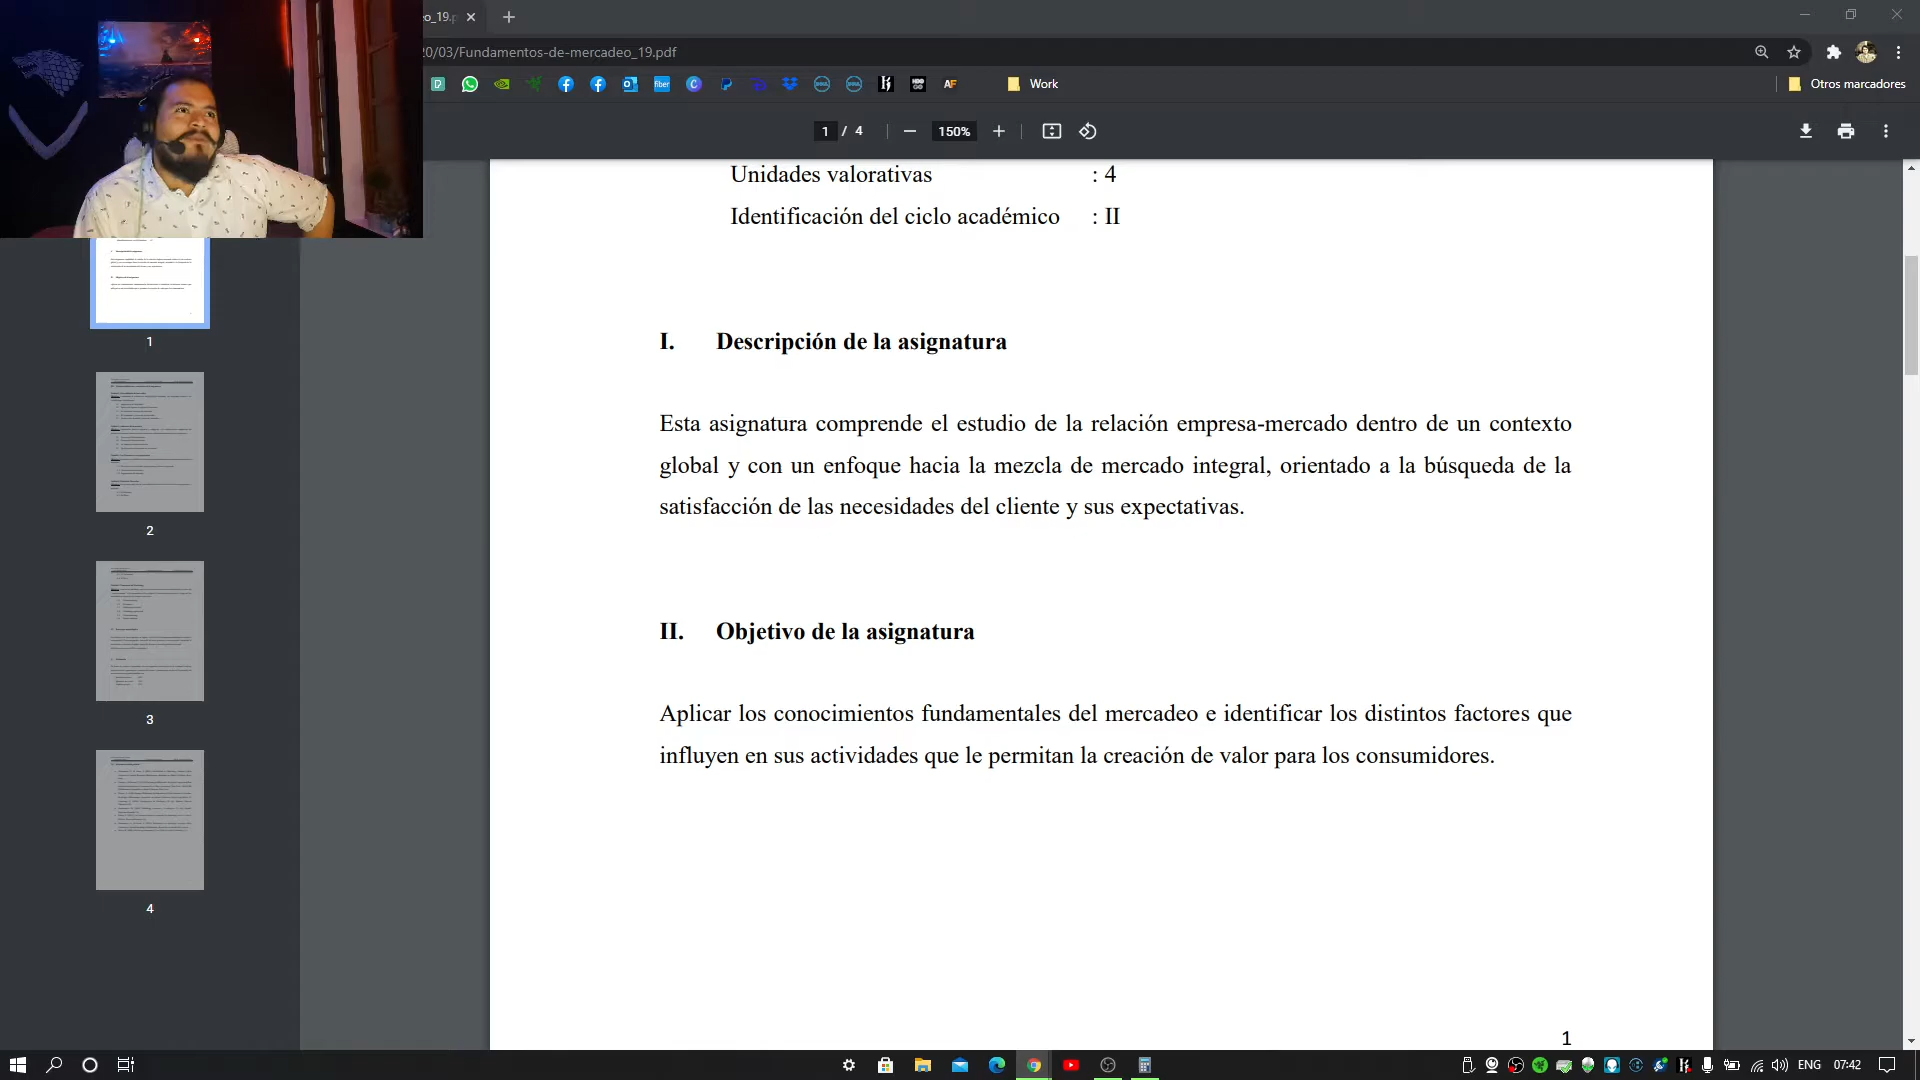 o_19.p
20/03/Fundamentos-de-mercadeo_19.pdf
fiber
HBO GO
AF
Work
Otros marcadores
1 / 4
150%
Unidades valorativas : 4
Identificación del ciclo académico : II
I. Descripción de la asignatura
Esta asignatura comprende el estudio de la relación empresa-mercado dentro de un contexto
global y con un enfoque hacia la mezcla de mercado integral, orientado a la búsqueda de la
satisfacción de las necesidades del cliente y sus expectativas.
II. Objetivo de la asignatura
Aplicar los conocimientos fundamentales del mercadeo e identificar los distintos factores que
influyen en sus actividades que le permitan la creación de valor para los consumidores.
1
1
2
3
4
ENG
07:42